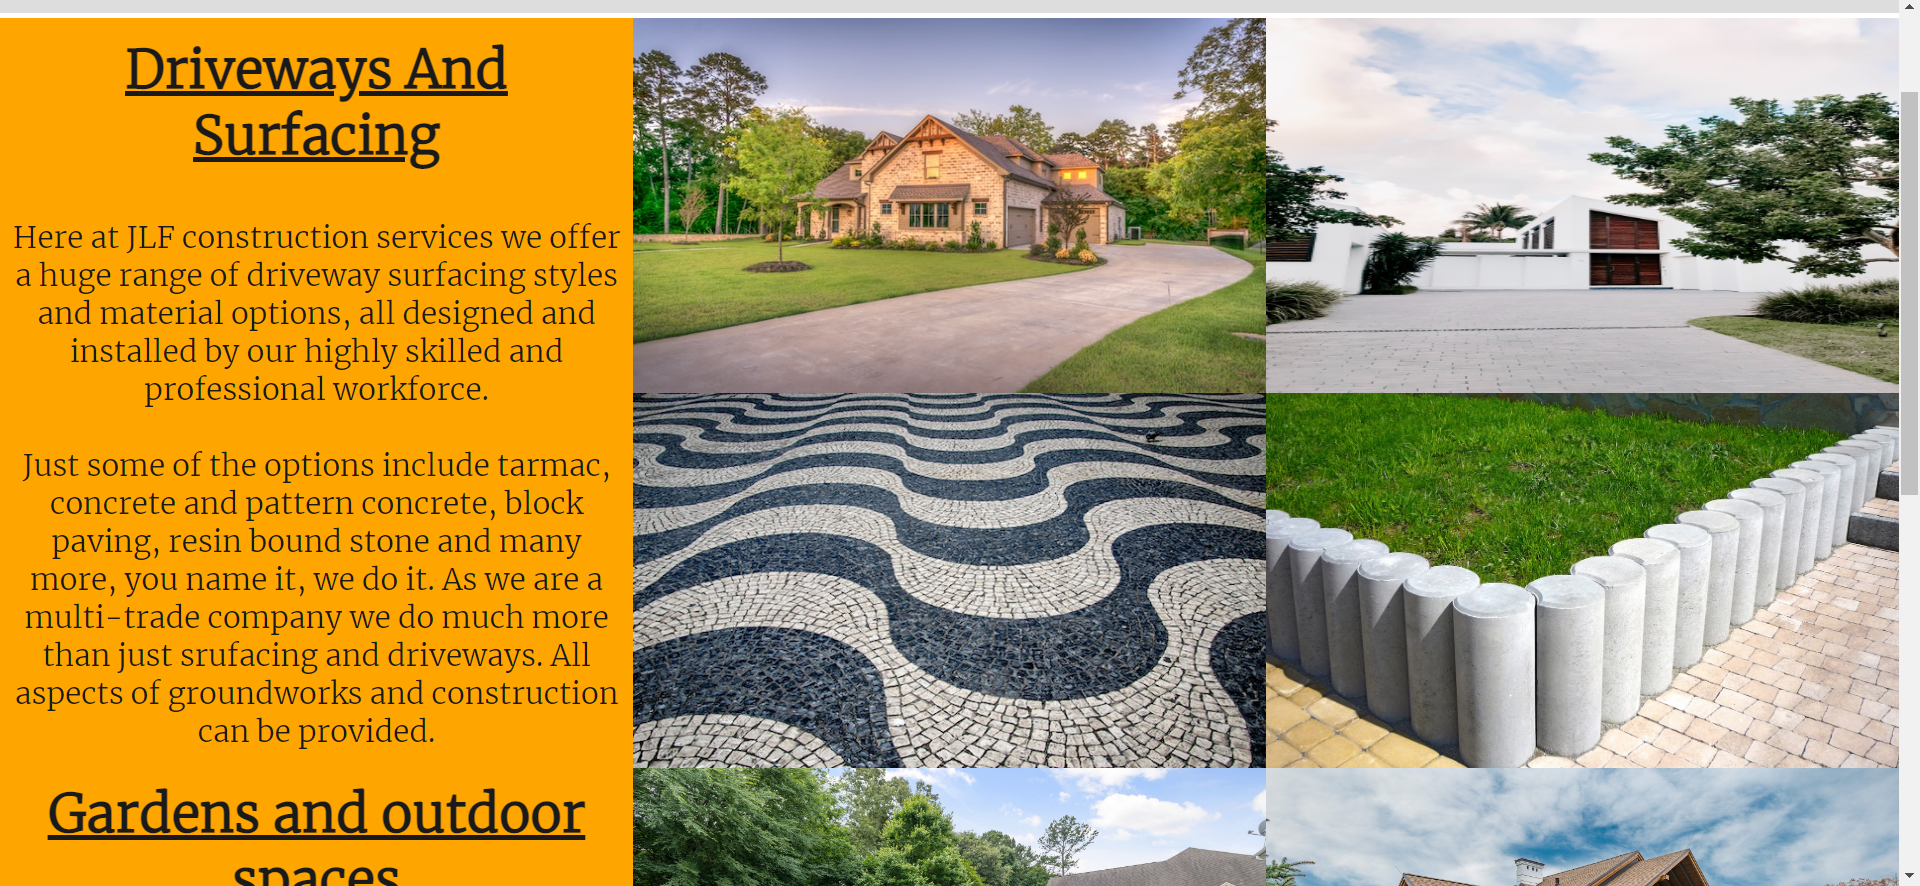 Driveways And
Surfacing
Here at JLF construction services we offer
a huge range of driveway surfacing styles
and material options, all designed and
installed by our highly skilled and
professional workforce.
Just some of the options include tarmac,
concrete and pattern concrete, block
paving, resin bound stone and many
more, you name it, we do it. As we are a
multi-trade company we do much more
than just srufacing and driveways. All
aspects of groundworks and construction
can be provided.
Gardens and outdoor
spaces